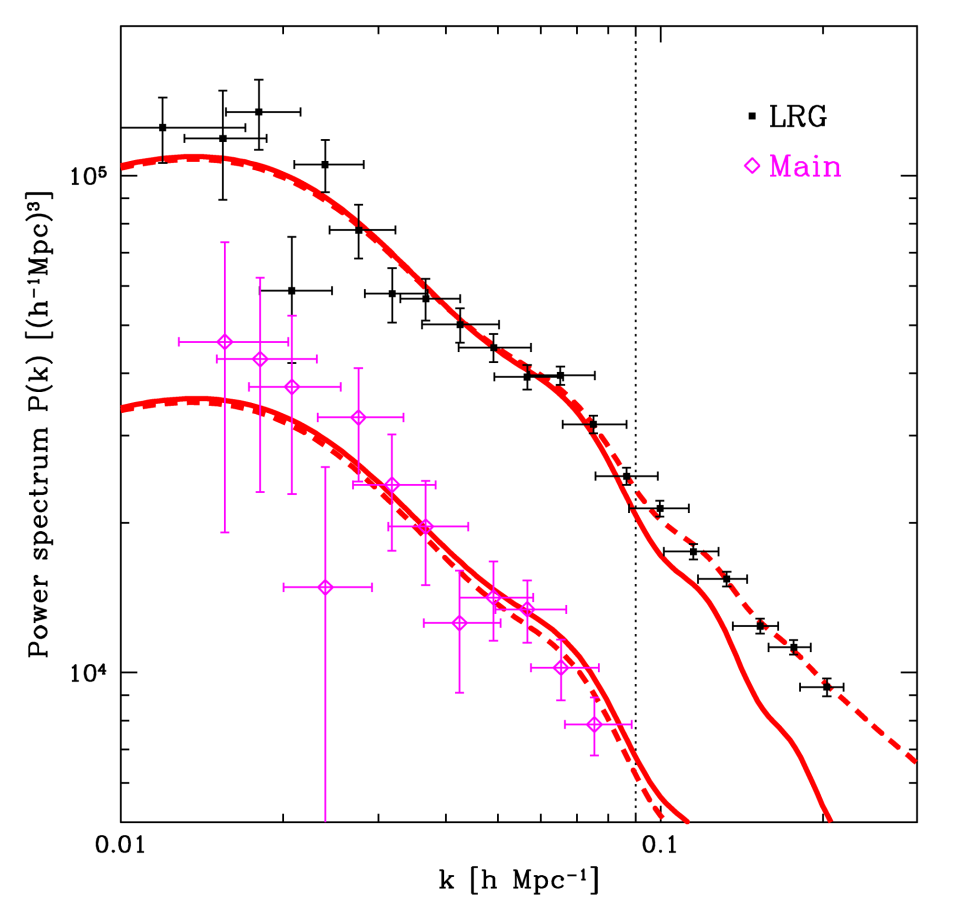 LRG
Main
10⁵
10⁴
Power spectrum P(k) [(h⁻¹Mpc)³]
0.01
0.1
k [h Mpc⁻¹]